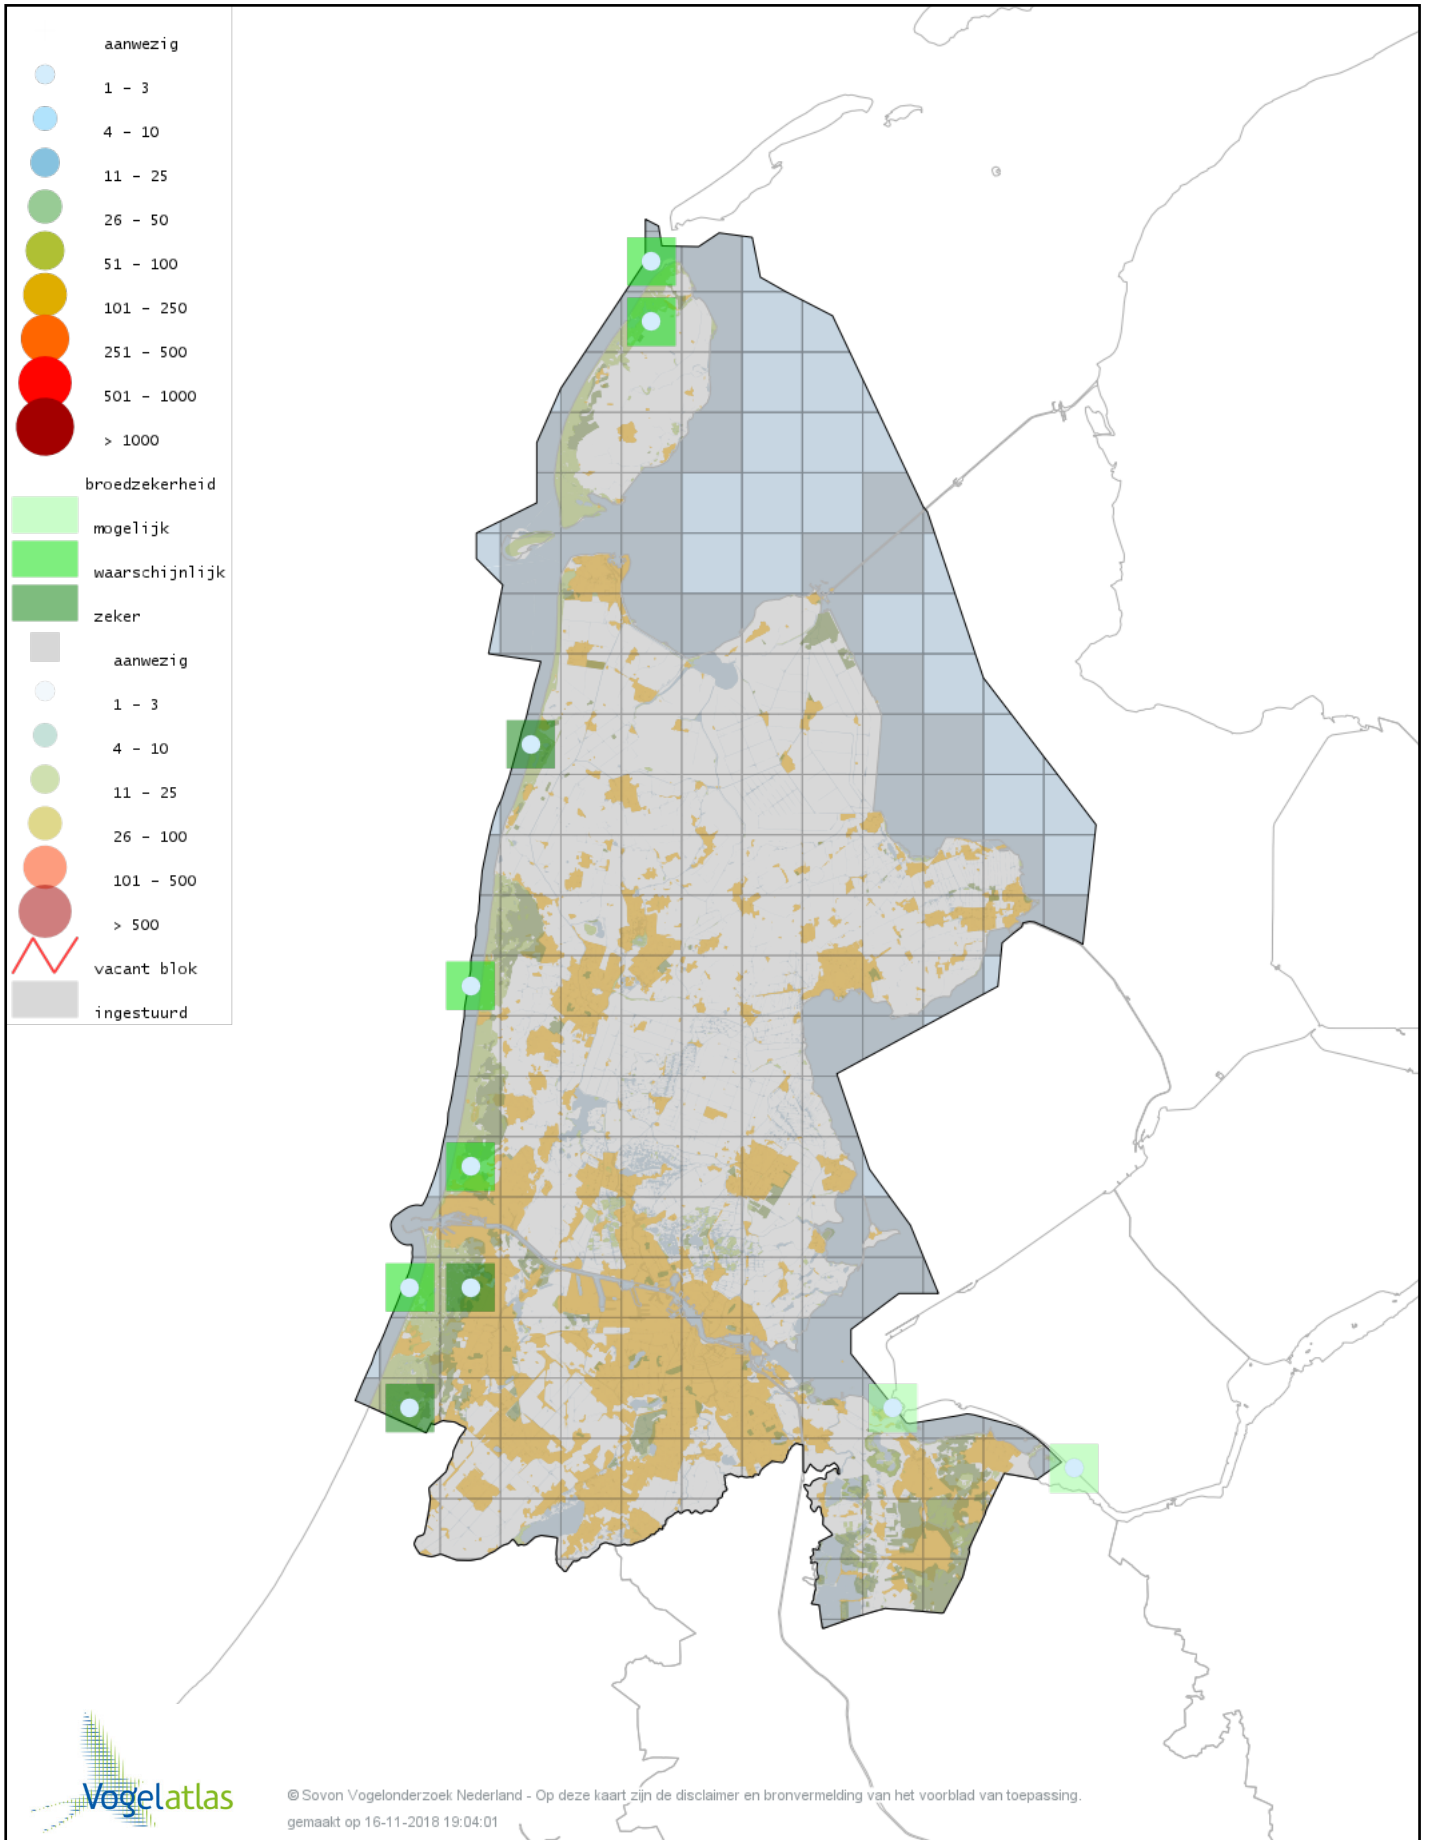 aanwezig
1 - 3
4 - 10
11 - 25
26 - 50
51 - 100
101 - 250
251 - 500
501 - 1000
> 1000
broedzekerheid
mogelijk
waarschijnlijk
zeker
aanwezig
1 - 3
4 - 10
11 - 25
26 - 100
101 - 500
> 500
vacant blok
ingestuurd
Vogelatlas
© Sovon Vogelonderzoek Nederland - Op deze kaart zijn de disclaimer en bronvermelding van het voorblad van toepassing.
gemaakt op 16-11-2018 19:04:01